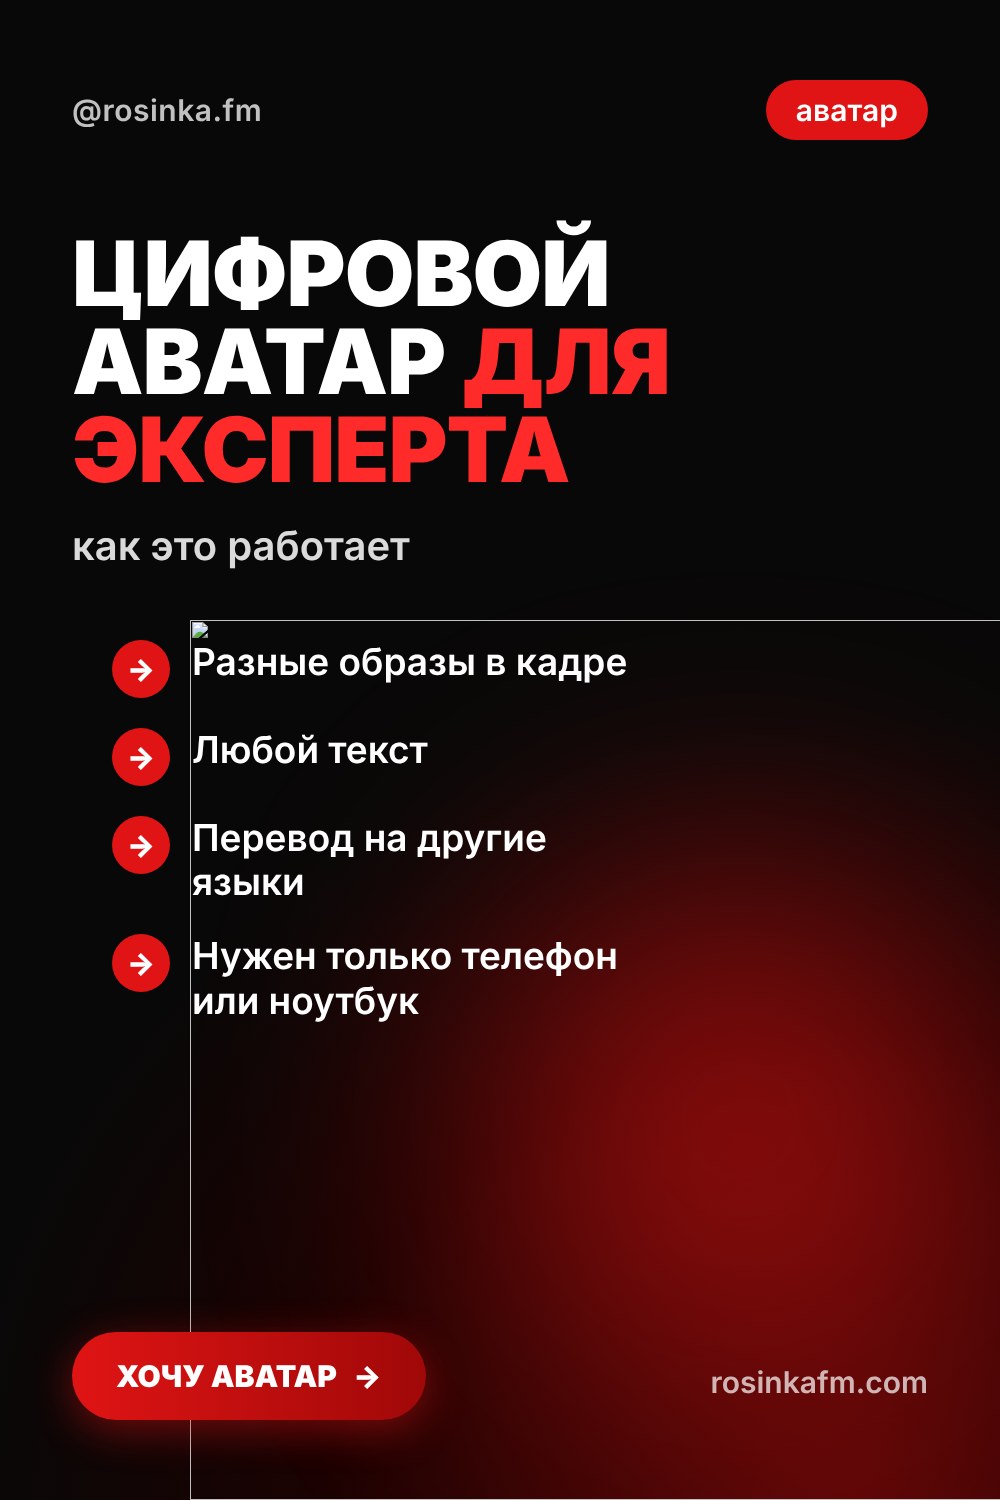 @rosinka.fm
аватар
ЦИФРОВОЙ
АВАТАР ДЛЯ
ЭКСПЕРТА
как это работает
→ Разные образы в кадре
→ Любой текст
→ Перевод на другие
языки
→ Нужен только телефон
или ноутбук
ХОЧУ АВАТАР →
rosinkafm.com